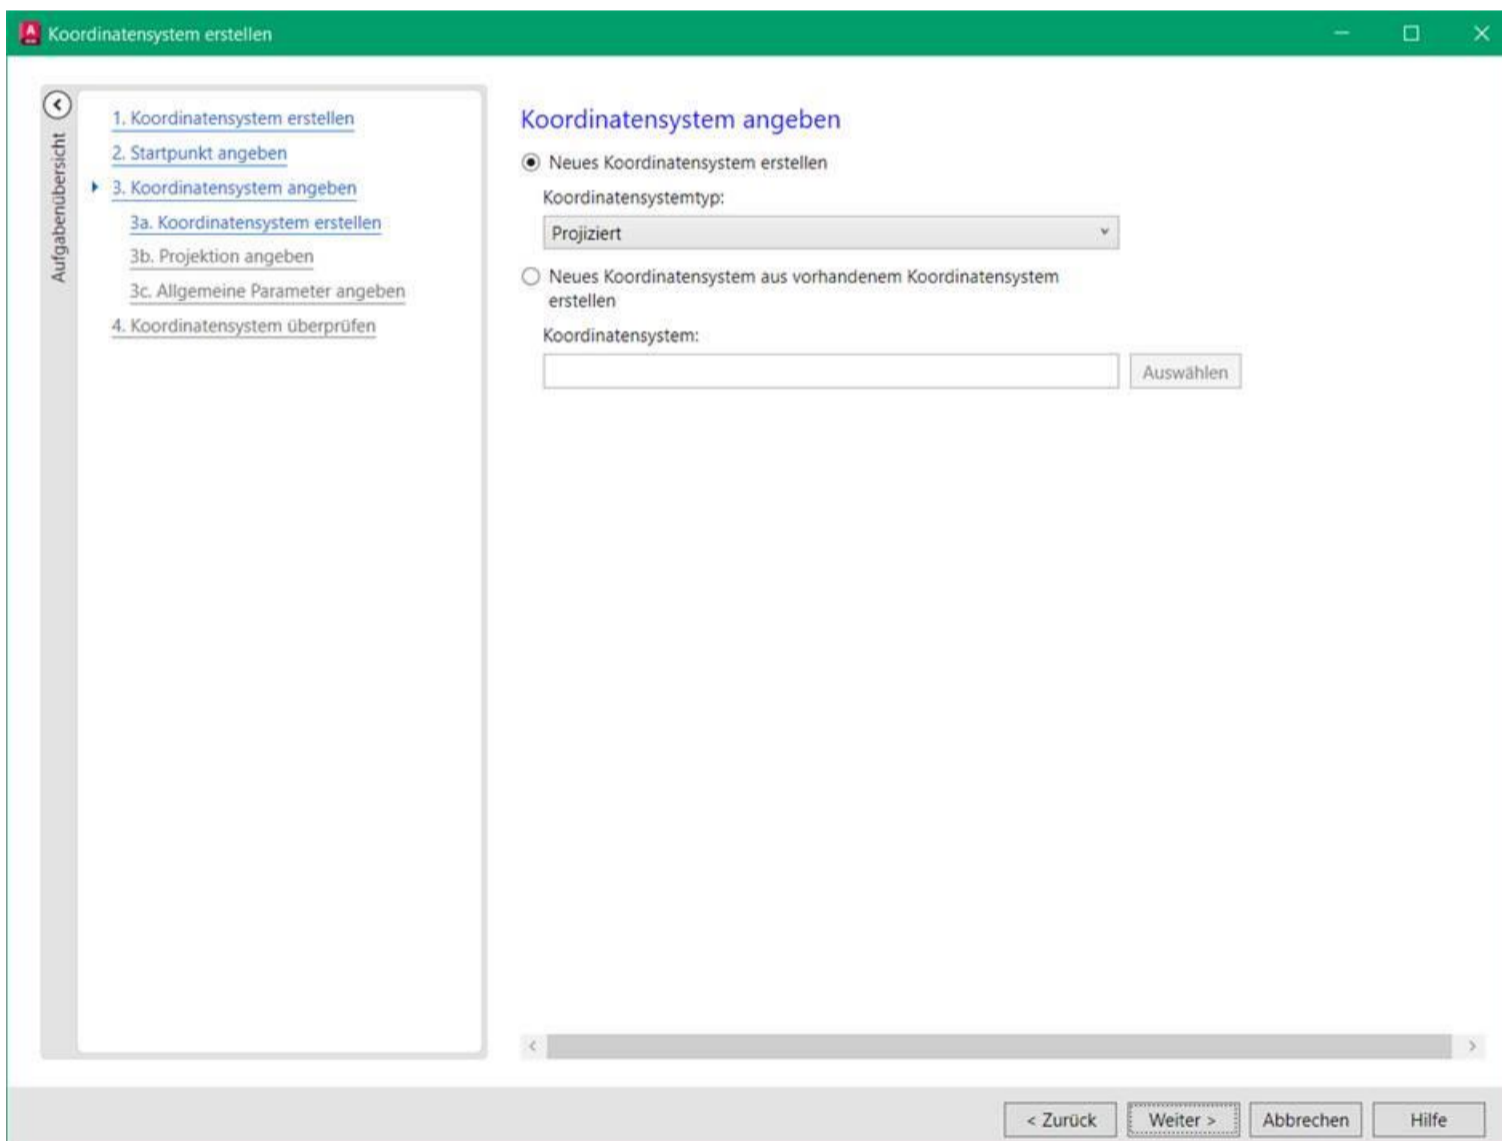 Koordinatensystem erstellen
Aufgabenübersicht
1. Koordinatensystem erstellen
2. Startpunkt angeben
3. Koordinatensystem angeben
3a. Koordinatensystem erstellen
3b. Projektion angeben
3c. Allgemeine Parameter angeben
4. Koordinatensystem überprüfen
Koordinatensystem angeben
Neues Koordinatensystem erstellen
Koordinatensystemtyp:
Projiziert
Neues Koordinatensystem aus vorhandenem Koordinatensystem
erstellen
Koordinatensystem:
Auswählen
< Zurück Weiter > Abbrechen Hilfe